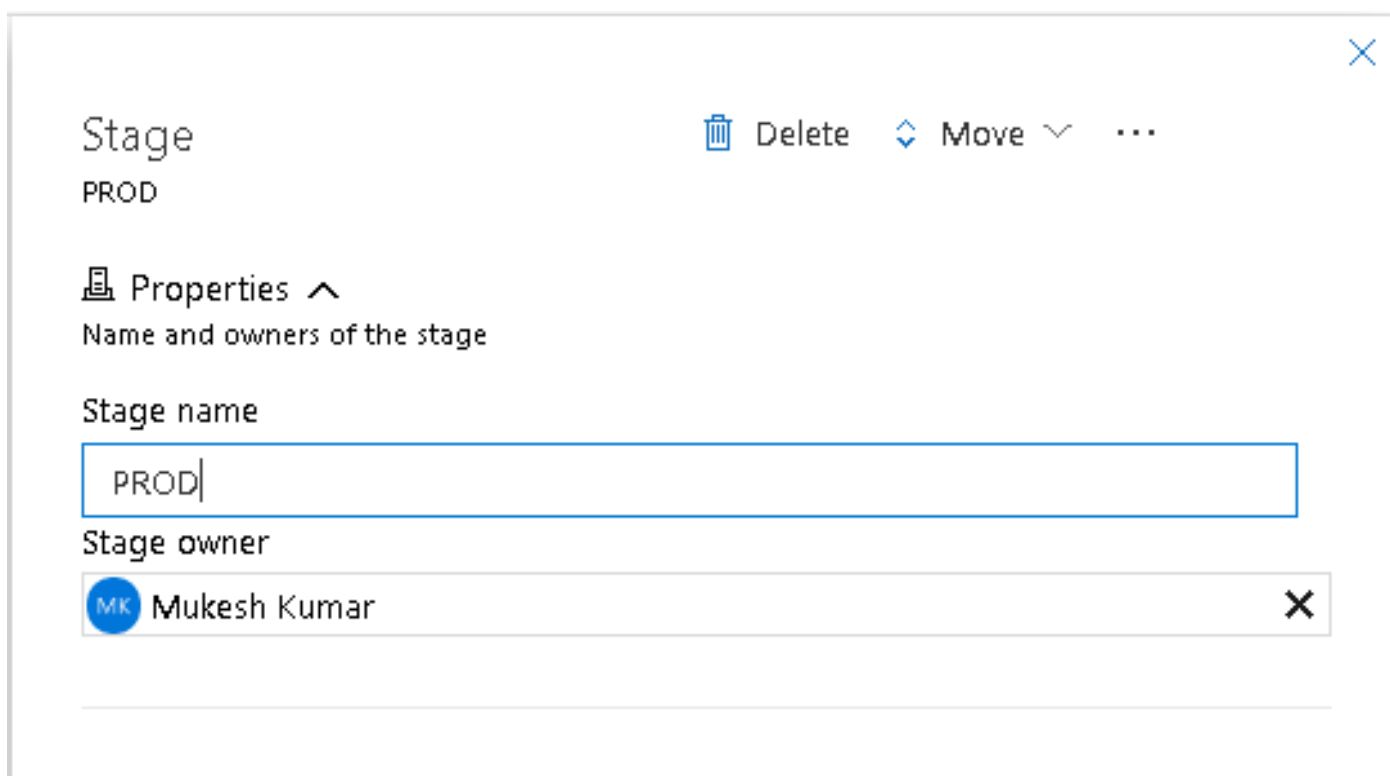 Stage
Delete Move ...
PROD
Properties
Name and owners of the stage
Stage name
PROD
Stage owner
MK Mukesh Kumar